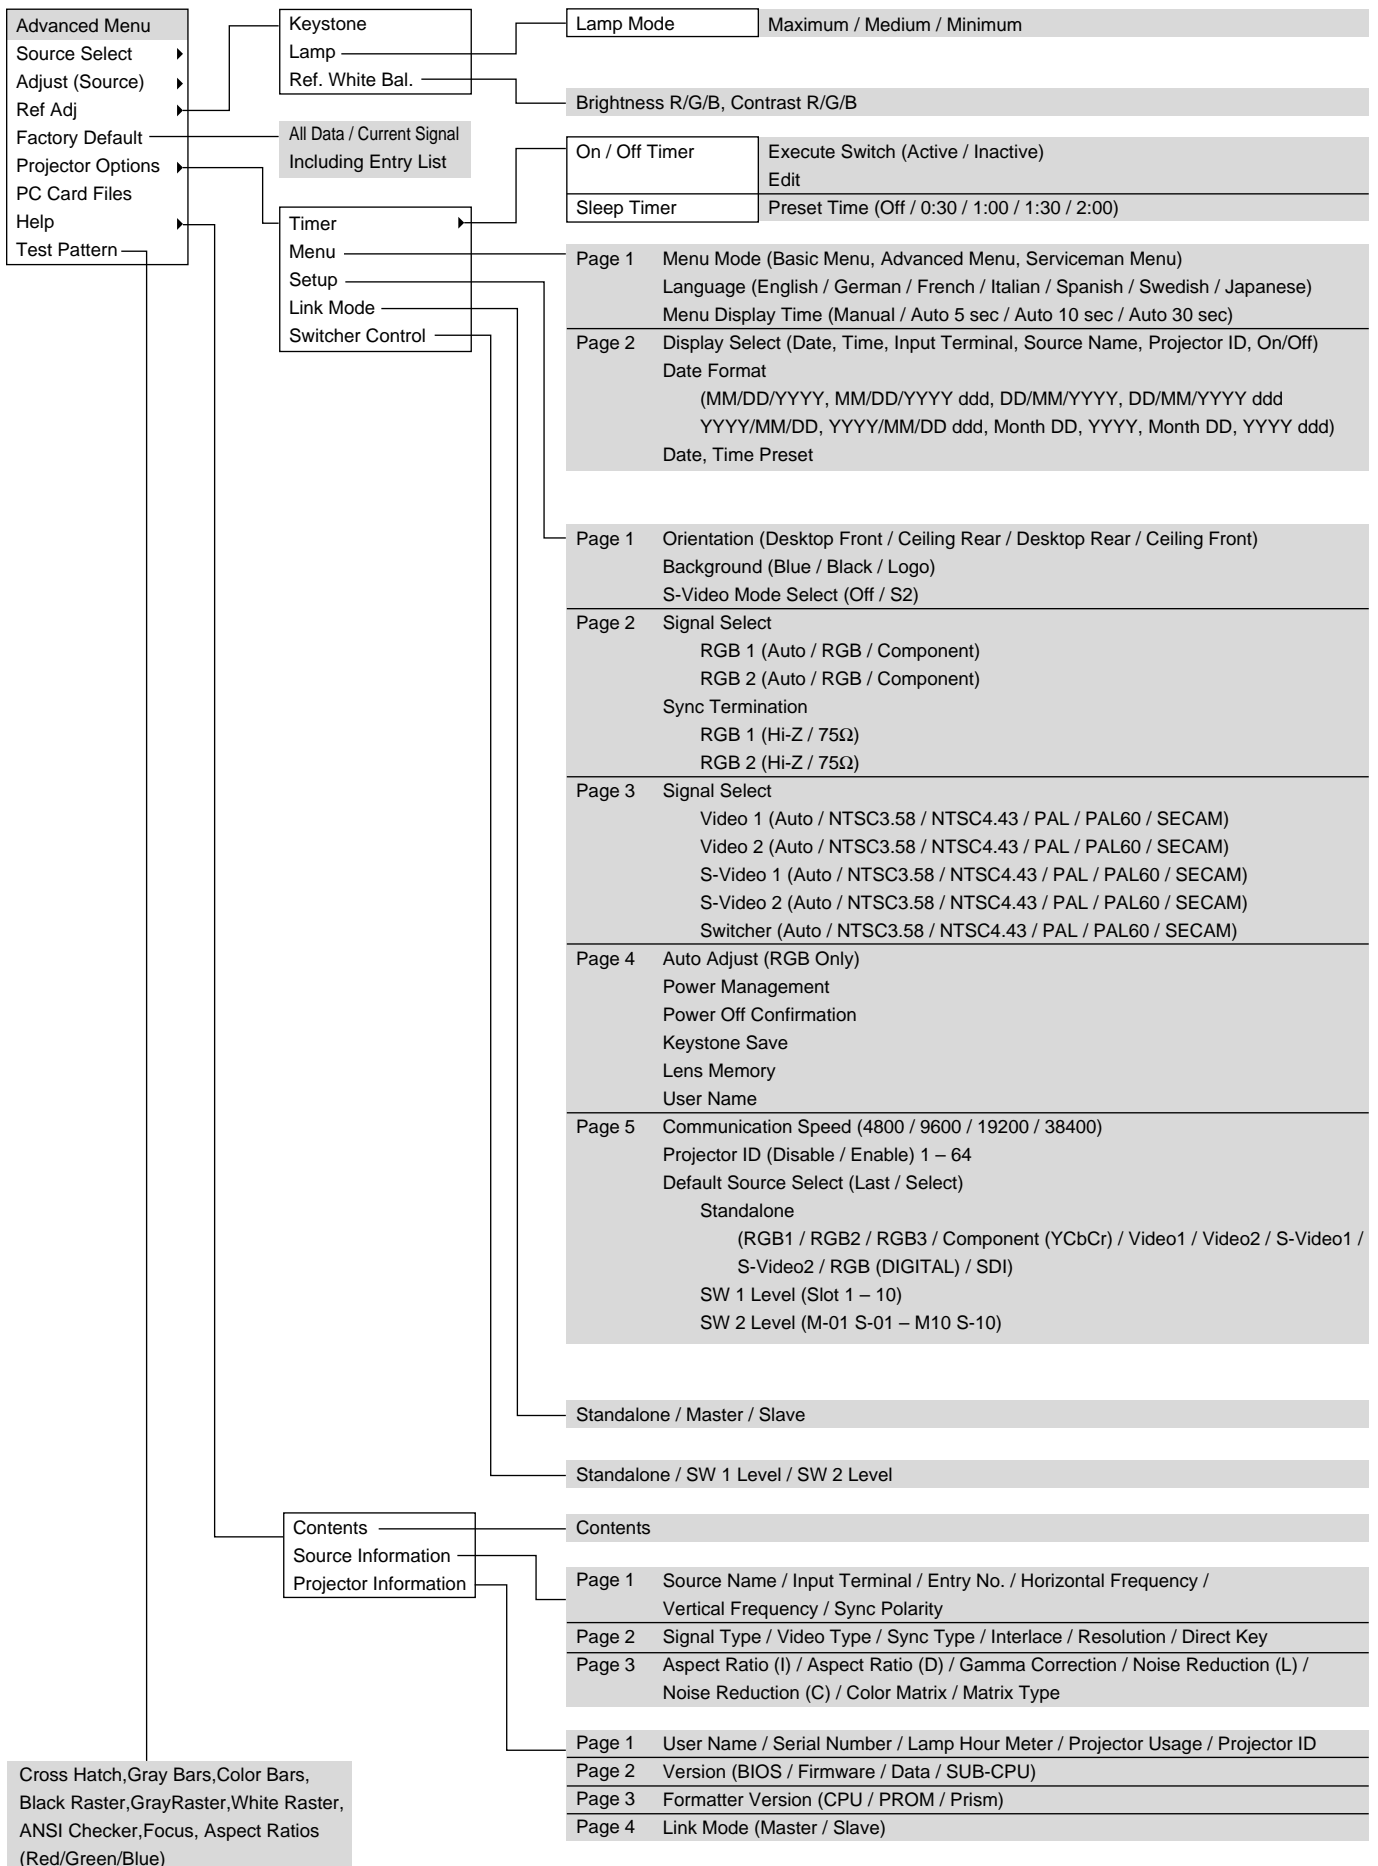 Advanced Menu
Source Select
Adjust (Source)
Ref Adj
Factory Default
Projector Options
PC Card Files
Help
Test Pattern
Keystone
Lamp
Ref. White Bal.
Lamp Mode Maximum / Medium / Minimum
Brightness R/G/B, Contrast R/G/B
All Data / Current Signal
Including Entry List
Timer
Menu
Setup
Link Mode
Switcher Control
On / Off Timer Execute Switch (Active / Inactive)
Edit
Sleep Timer Preset Time (Off / 0:30 / 1:00 / 1:30 / 2:00)
Page 1 Menu Mode (Basic Menu, Advanced Menu, Serviceman Menu)
Language (English / German / French / Italian / Spanish / Swedish / Japanese)
Menu Display Time (Manual / Auto 5 sec / Auto 10 sec / Auto 30 sec)
Page 2 Display Select (Date, Time, Input Terminal, Source Name, Projector ID, On/Off)
Date Format
(MM/DD/YYYY, MM/DD/YYYY ddd, DD/MM/YYYY, DD/MM/YYYY ddd
YYYY/MM/DD, YYYY/MM/DD ddd, Month DD, YYYY, Month DD, YYYY ddd)
Date, Time Preset
Page 1 Orientation (Desktop Front / Ceiling Rear / Desktop Rear / Ceiling Front)
Background (Blue / Black / Logo)
S-Video Mode Select (Off / S2)
Page 2 Signal Select
RGB 1 (Auto / RGB / Component)
RGB 2 (Auto / RGB / Component)
Sync Termination
RGB 1 (Hi-Z / 75Ω)
RGB 2 (Hi-Z / 75Ω)
Page 3 Signal Select
Video 1 (Auto / NTSC3.58 / NTSC4.43 / PAL / PAL60 / SECAM)
Video 2 (Auto / NTSC3.58 / NTSC4.43 / PAL / PAL60 / SECAM)
S-Video 1 (Auto / NTSC3.58 / NTSC4.43 / PAL / PAL60 / SECAM)
S-Video 2 (Auto / NTSC3.58 / NTSC4.43 / PAL / PAL60 / SECAM)
Switcher (Auto / NTSC3.58 / NTSC4.43 / PAL / PAL60 / SECAM)
Page 4 Auto Adjust (RGB Only)
Power Management
Power Off Confirmation
Keystone Save
Lens Memory
User Name
Page 5 Communication Speed (4800 / 9600 / 19200 / 38400)
Projector ID (Disable / Enable) 1 – 64
Default Source Select (Last / Select)
Standalone
(RGB1 / RGB2 / RGB3 / Component (YCbCr) / Video1 / Video2 / S-Video1 /
S-Video2 / RGB (DIGITAL) / SDI)
SW 1 Level (Slot 1 – 10)
SW 2 Level (M-01 S-01 – M10 S-10)
Standalone / Master / Slave
Standalone / SW 1 Level / SW 2 Level
Contents
Source Information
Projector Information
Contents
Page 1 Source Name / Input Terminal / Entry No. / Horizontal Frequency /
Vertical Frequency / Sync Polarity
Page 2 Signal Type / Video Type / Sync Type / Interlace / Resolution / Direct Key
Page 3 Aspect Ratio (I) / Aspect Ratio (D) / Gamma Correction / Noise Reduction (L) /
Noise Reduction (C) / Color Matrix / Matrix Type
Page 1 User Name / Serial Number / Lamp Hour Meter / Projector Usage / Projector ID
Page 2 Version (BIOS / Firmware / Data / SUB-CPU)
Page 3 Formatter Version (CPU / PROM / Prism)
Page 4 Link Mode (Master / Slave)
Cross Hatch,Gray Bars,Color Bars,
Black Raster,GrayRaster,White Raster,
ANSI Checker,Focus, Aspect Ratios
(Red/Green/Blue)